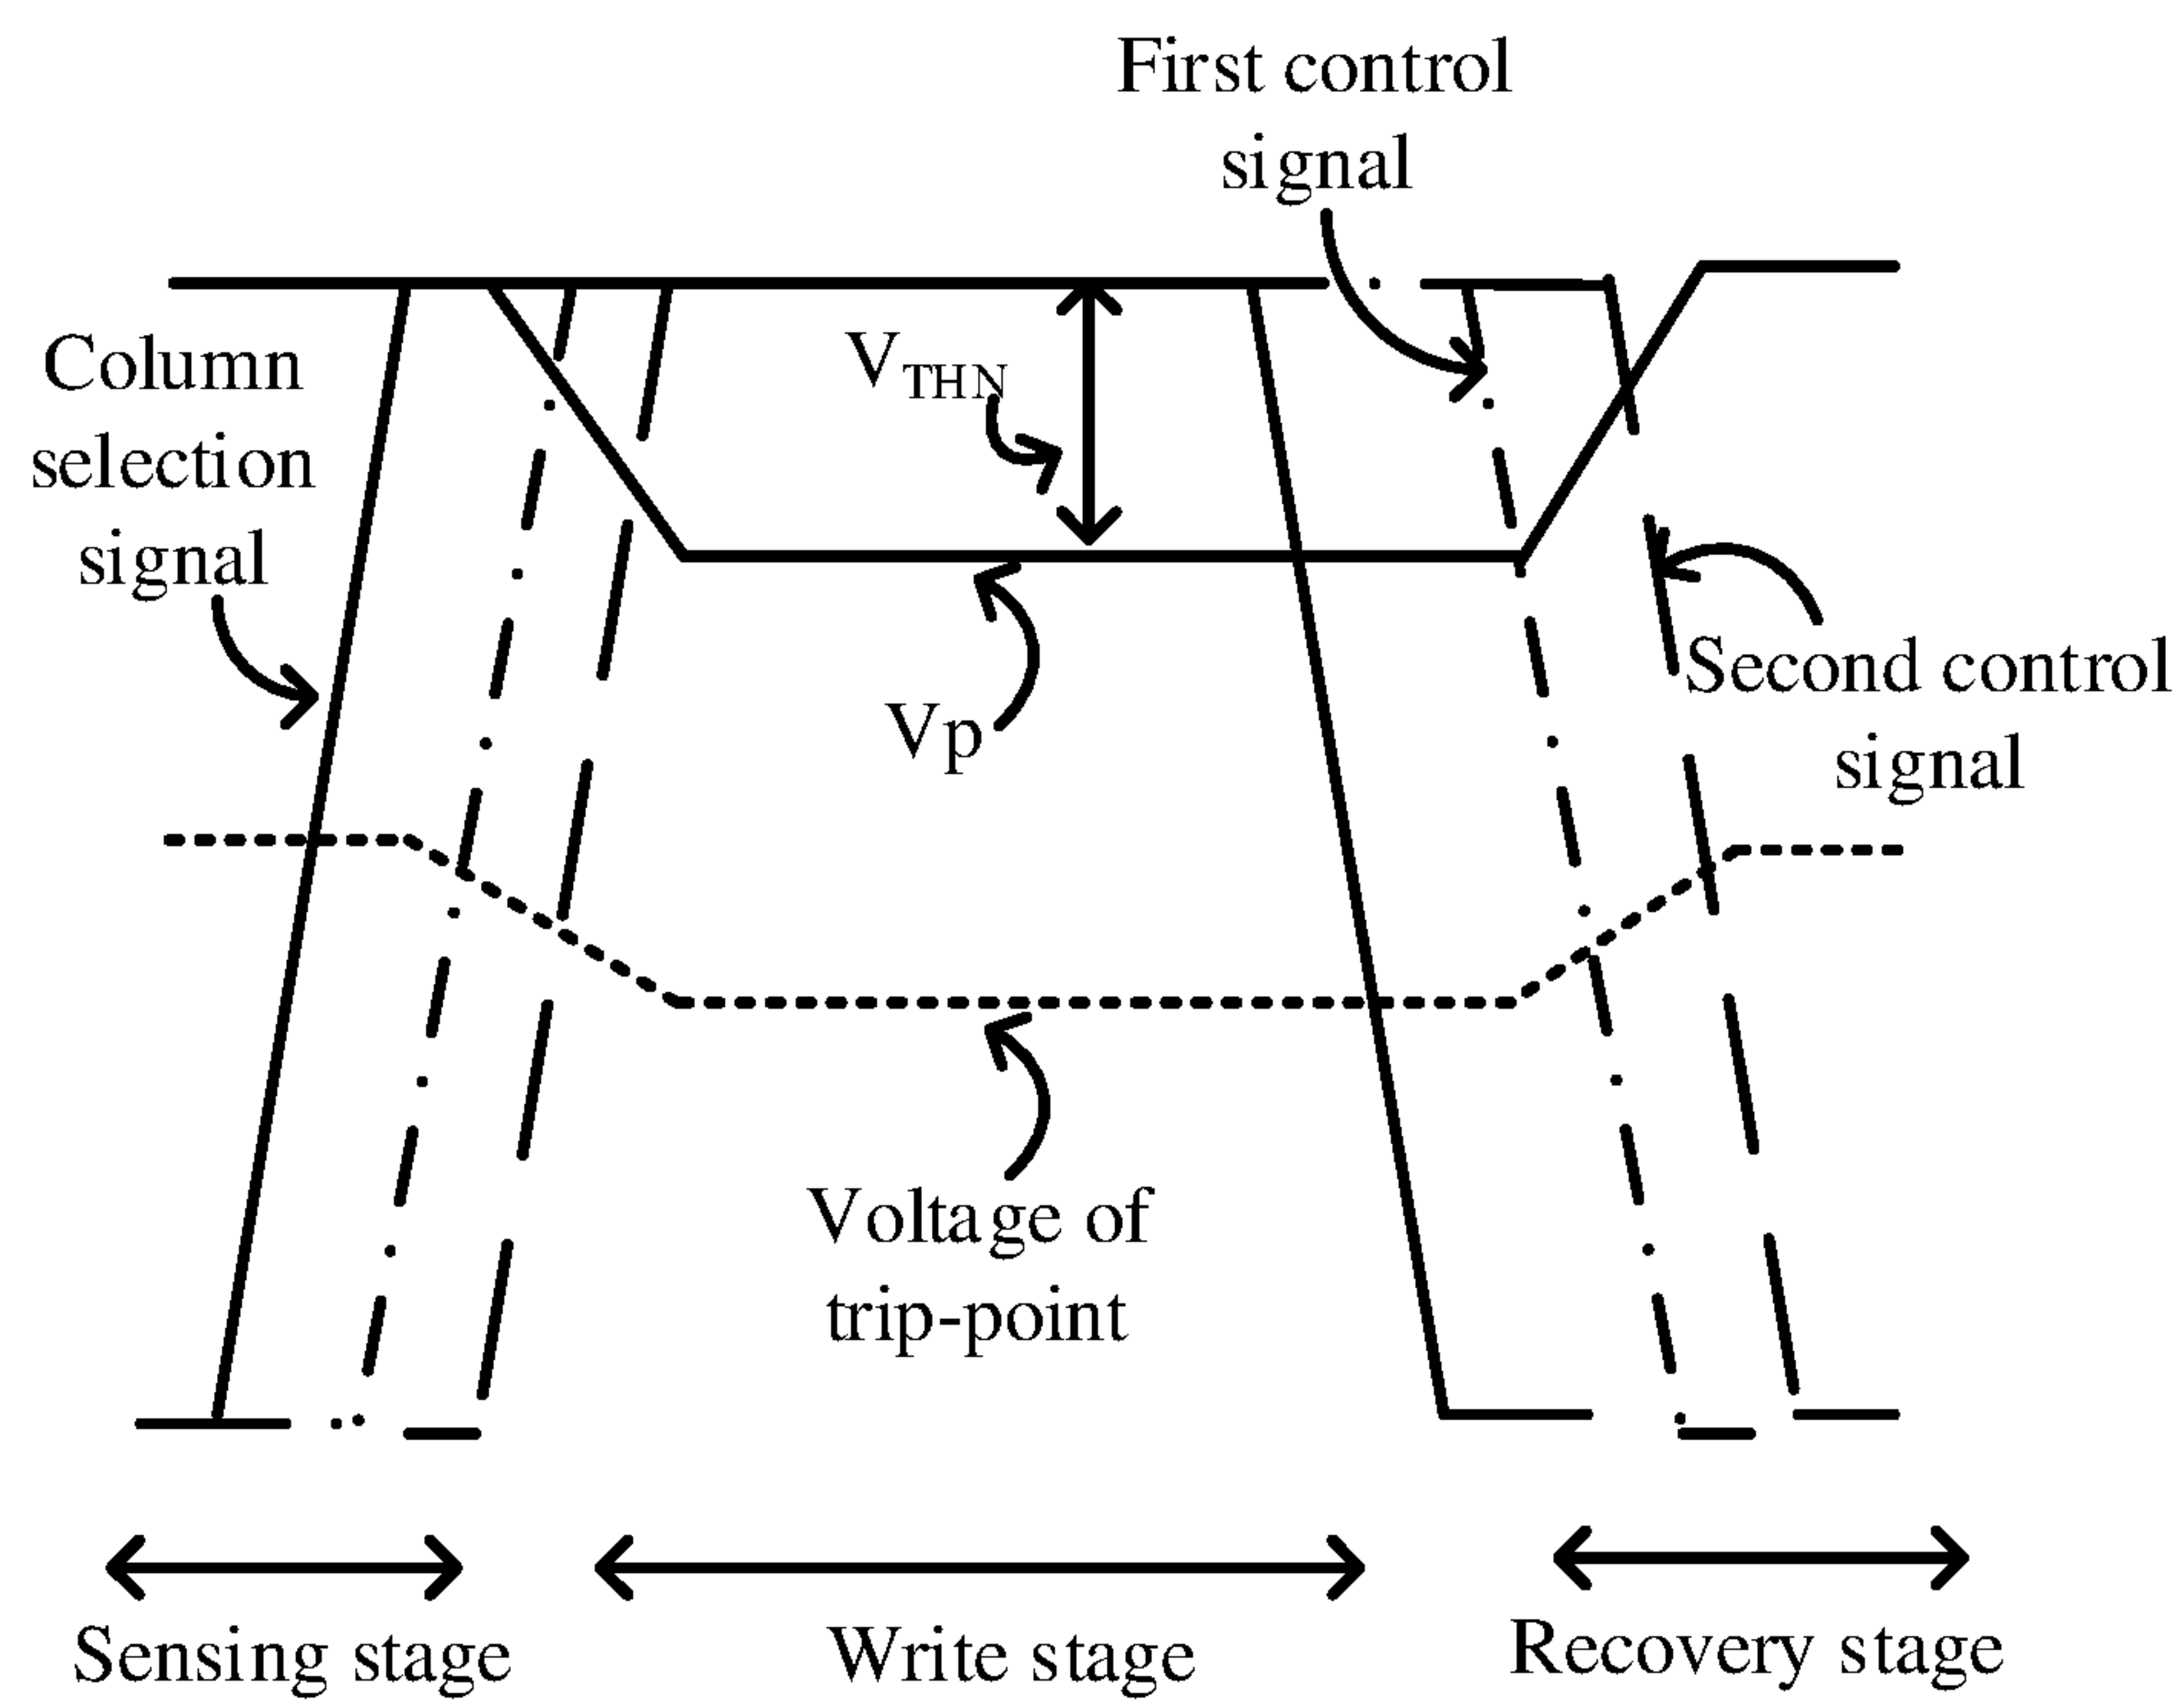 First control
signal
Column
selection
signal
VTHN
Vp
Second control
signal
Voltage of
trip-point
Sensing stage
Write stage
Recovery stage